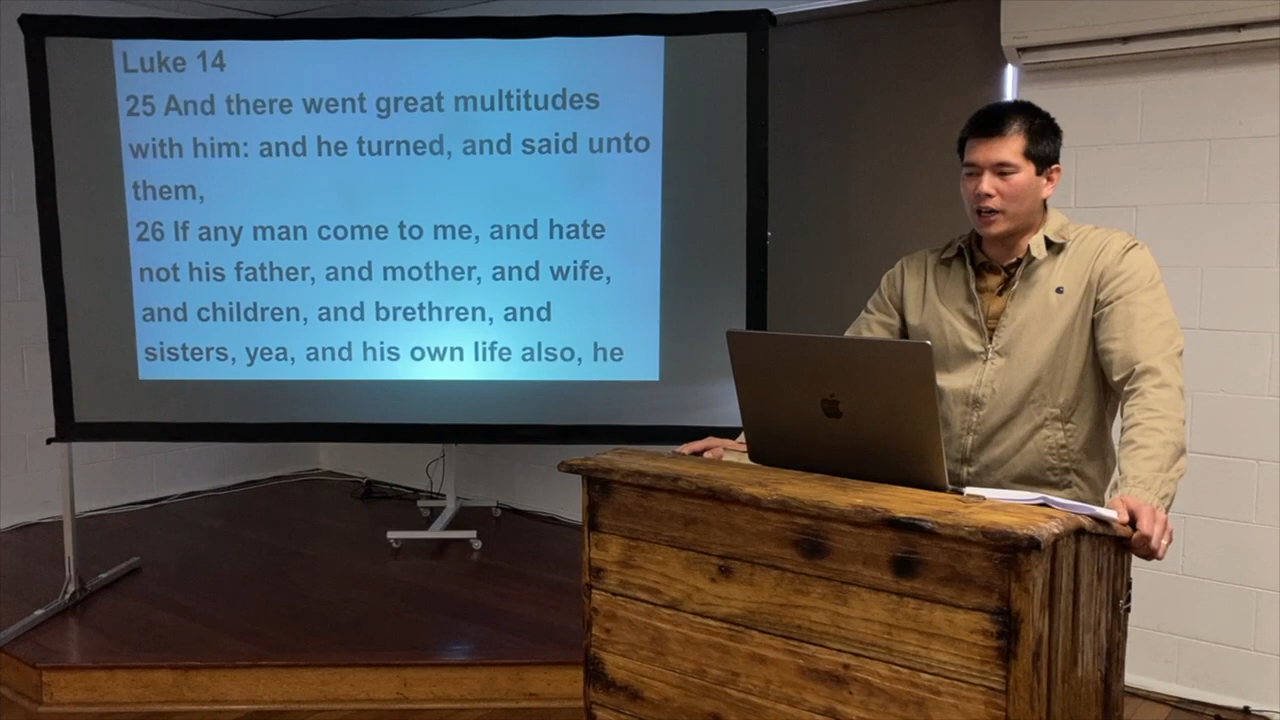 Luke 14
25 And there went great multitudes
with him: and he turned, and said unto
them,
26 If any man come to me, and hate
not his father, and mother, and wife,
and children, and brethren, and
sisters, yea, and his own life also, he